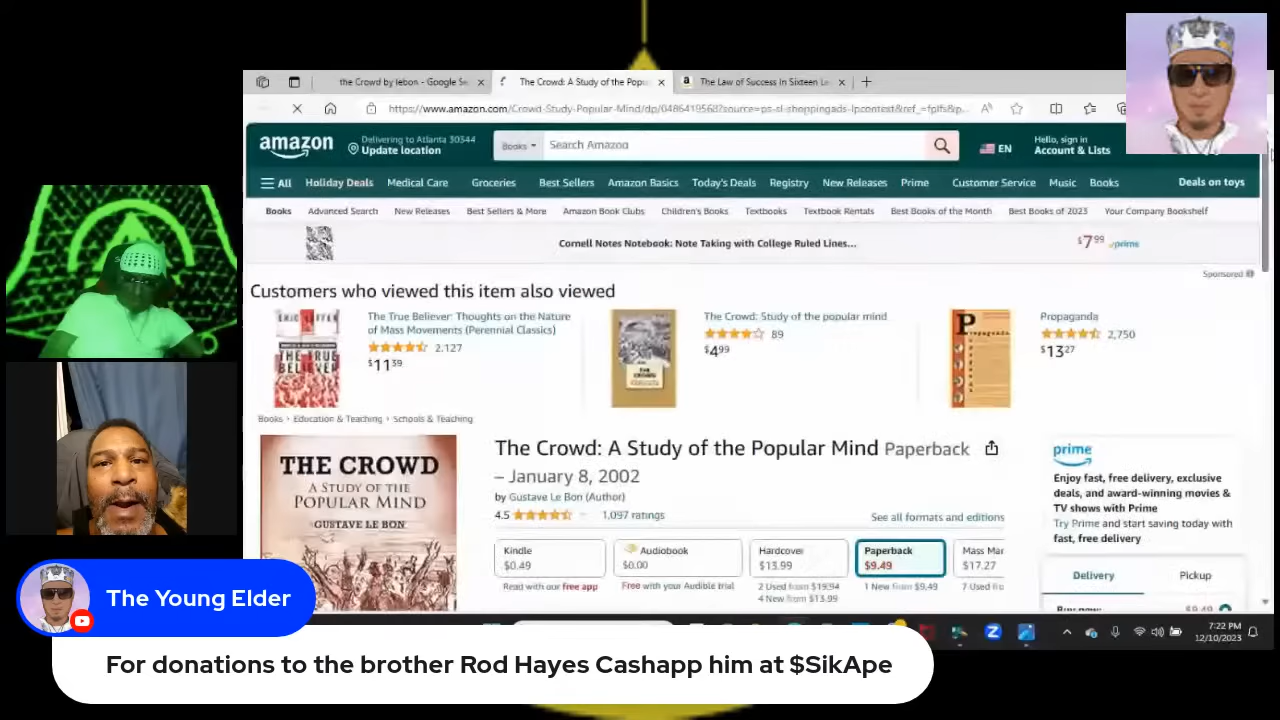 the Crowd by lebon - Google Se
The Crowd: A Study of the Popu
The Law of Success in Sixteen Le
amazon
Delivering to Atlanta 30344
Update location
Books
Search Amazon
EN
Hello, sign in
Account & Lists
All
Holiday Deals
Medical Care
Groceries
Best Sellers
Amazon Basics
Today's Deals
Registry
New Releases
Prime
Customer Service
Music
Books
Deals on toys
Books
Advanced Search
New Releases
Best Sellers & More
Amazon Book Clubs
Children's Books
Textbooks
Textbook Rentals
Best Books of the Month
Best Books of 2023
Your Company Bookshelf
Cornell Notes Notebook: Note Taking with College Ruled Lines...
$7 99 prime
Sponsored
Customers who viewed this item also viewed
THE TRUE
BELIEVER
The True Believer: Thoughts on the Nature
of Mass Movements (Perennial Classics)
2,127
$11 39
The Crowd: Study of the popular mind
89
$4 99
Propaganda
2,750
$13 27
Books › Education & Teaching › Schools & Teaching
THE CROWD
A STUDY OF THE
POPULAR MIND
GUSTAVE LE BON
The Crowd: A Study of the Popular Mind Paperback
– January 8, 2002
by Gustave Le Bon (Author)
4.5
1,097 ratings
See all formats and editions
Kindle
$0.49
Read with our free app
Audiobook
$0.00
Free with your Audible trial
Hardcover
$13.99
2 Used from $19.94
4 New from $13.99
Paperback
$9.49
1 New from $9.49
Mass Mar
$17.27
7 Used fro
prime
Enjoy fast, free delivery, exclusive
deals, and award-winning movies &
TV shows with Prime
Try Prime and start saving today with
fast, free delivery
Delivery
Pickup
Buy new:
$9.49
7:22 PM
12/10/2023
The Young Elder
For donations to the brother Rod Hayes Cashapp him at $SikApe